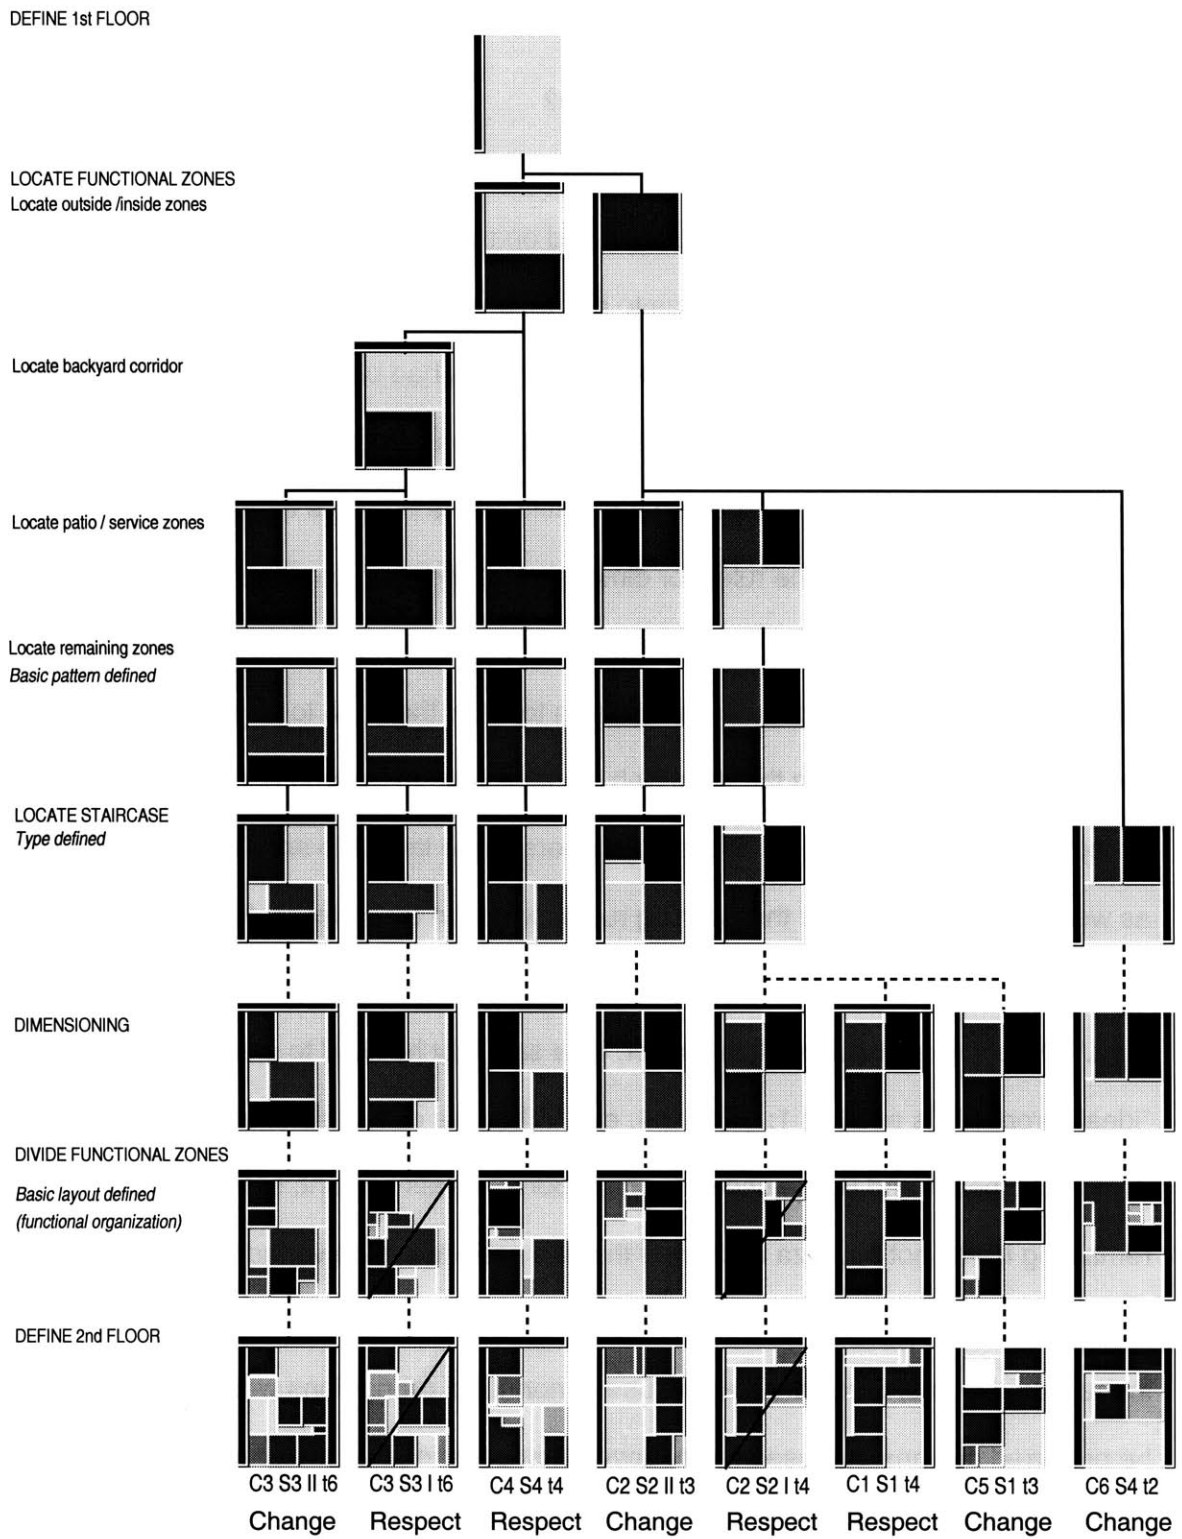 DEFINE 1st FLOOR
LOCATE FUNCTIONAL ZONES
Locate outside /inside zones
Locate backyard corridor
Locate patio / service zones
Locate remaining zones
Basic pattern defined
LOCATE STAIRCASE
Type defined
DIMENSIONING
DIVIDE FUNCTIONAL ZONES
Basic layout defined
(functional organization)
DEFINE 2nd FLOOR
C3 S3 II t6 C3 S3 I t6 C4 S4 t4 C2 S2 II t3 C2 S2 I t4 C1 S1 t4 C5 S1 t3 C6 S4 t2
Change Respect Respect Change Respect Respect Change Change